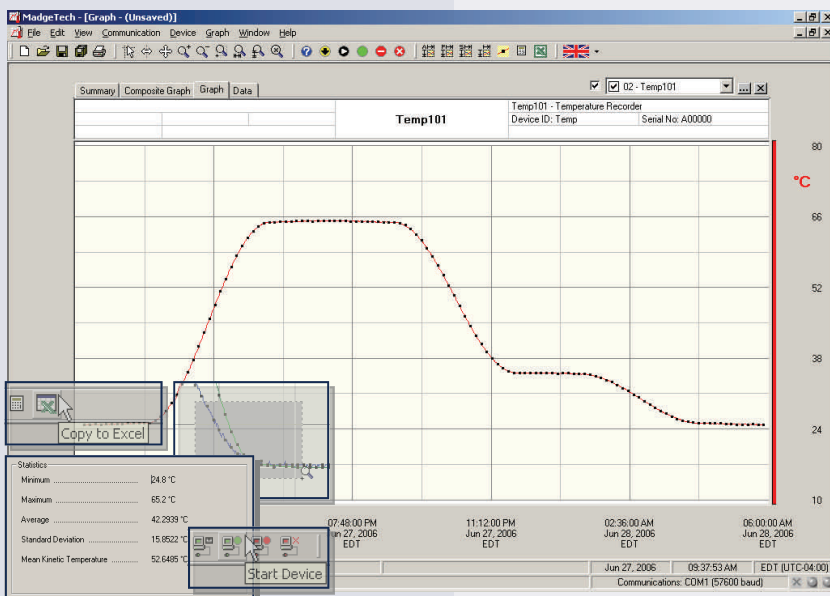 MadgeTech - [Graph - (Unsaved)]
File Edit View Communication Device Graph Window Help
Summary Composite Graph Graph Data
02 - Temp101
Temp101
Temp101 - Temperature Recorder
Device ID: Temp Serial No: A00000
80
°C
66
52
38
24
10
Copy to Excel
Statistics
Minimum 24.8 °C
Maximum 65.2 °C
Average 42.2939 °C
Standard Deviation 15.8522 °C
Mean Kinetic Temperature 52.6485 °C
Start Device
07:48:00 PM
Jun 27, 2006
EDT
11:12:00 PM
Jun 27, 2006
EDT
02:36:00 AM
Jun 28, 2006
EDT
06:00:00 AM
Jun 28, 2006
EDT
Jun 27, 2006 09:37:53 AM EDT (UTC-04:00)
Communications: COM1 (57600 baud)